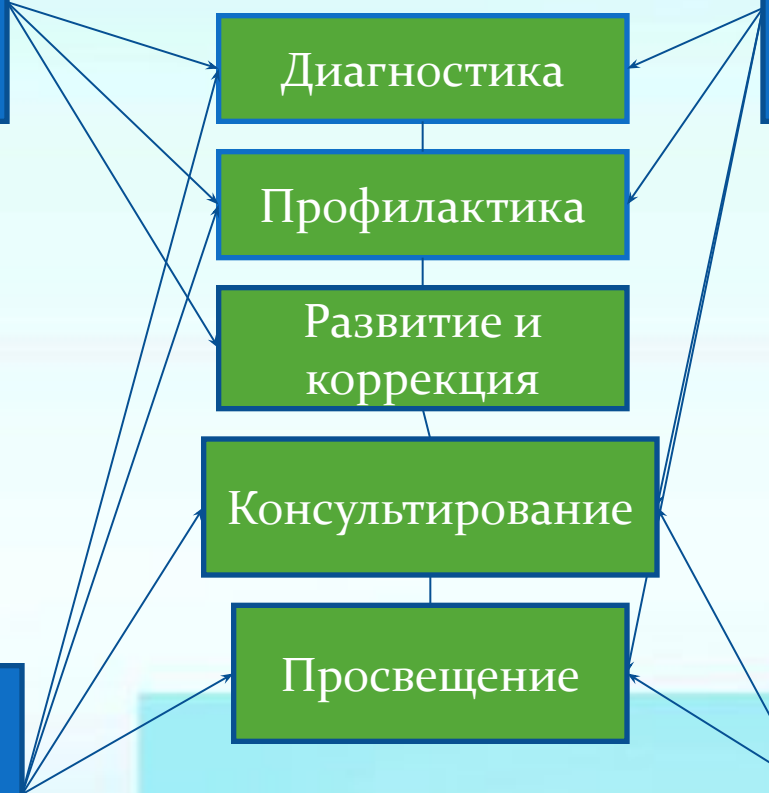 Диагностика
Профилактика
Развитие и
коррекция
Консультирование
Просвещение